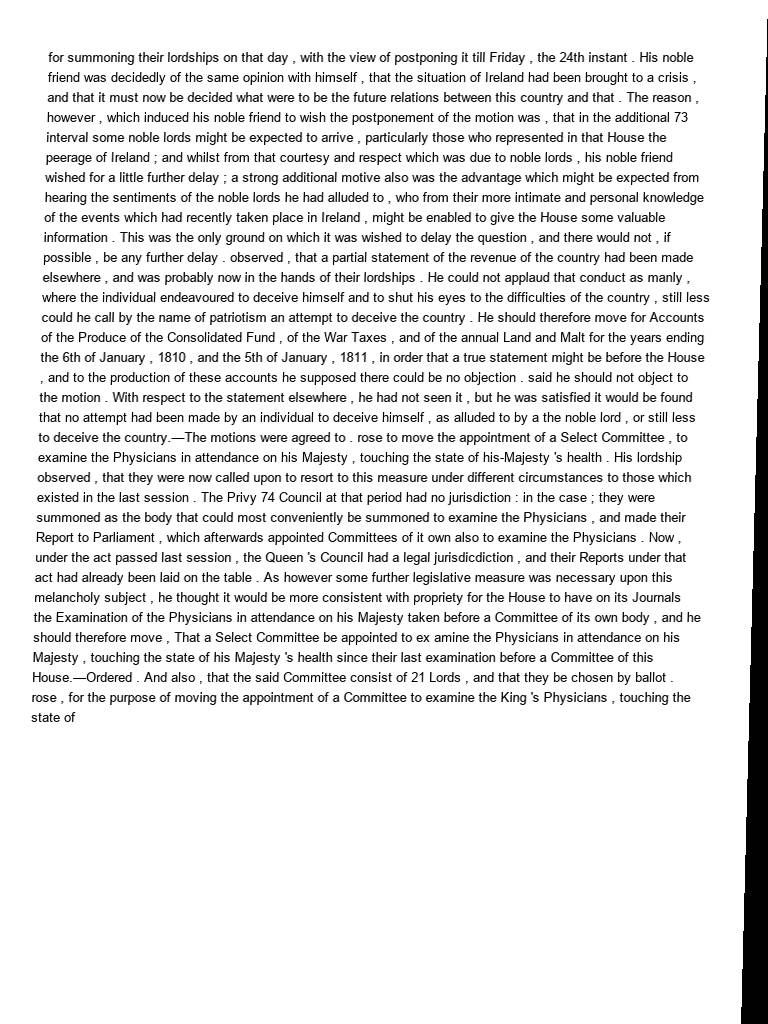 for summoning their lordships on that day , with the view of postponing it till Friday , the 24th instant . His noble
friend was decidedly of the same opinion with himself , that the situation of Ireland had been brought to a crisis ,
and that it must now be decided what were to be the future relations between this country and that . The reason ,
however , which induced his noble friend to wish the postponement of the motion was , that in the additional 73
interval some noble lords might be expected to arrive , particularly those who represented in that House the
peerage of Ireland ; and whilst from that courtesy and respect which was due to noble lords , his noble friend
wished for a little further delay ; a strong additional motive also was the advantage which might be expected from
hearing the sentiments of the noble lords he had alluded to , who from their more intimate and personal knowledge
of the events which had recently taken place in Ireland , might be enabled to give the House some valuable
information . This was the only ground on which it was wished to delay the question , and there would not , if
possible , be any further delay . observed , that a partial statement of the revenue of the country had been made
elsewhere , and was probably now in the hands of their lordships . He could not applaud that conduct as manly ,
where the individual endeavoured to deceive himself and to shut his eyes to the difficulties of the country , still less
could he call by the name of patriotism an attempt to deceive the country . He should therefore move for Accounts
of the Produce of the Consolidated Fund , of the War Taxes , and of the annual Land and Malt for the years ending
the 6th of January , 1810 , and the 5th of January , 1811 , in order that a true statement might be before the House
, and to the production of these accounts he supposed there could be no objection . said he should not object to
the motion . With respect to the statement elsewhere , he had not seen it , but he was satisfied it would be found
that no attempt had been made by an individual to deceive himself , as alluded to by a the noble lord , or still less
to deceive the country.—The motions were agreed to . rose to move the appointment of a Select Committee , to
examine the Physicians in attendance on his Majesty , touching the state of his-Majesty 's health . His lordship
observed , that they were now called upon to resort to this measure under different circumstances to those which
existed in the last session . The Privy 74 Council at that period had no jurisdiction : in the case ; they were
summoned as the body that could most conveniently be summoned to examine the Physicians , and made their
Report to Parliament , which afterwards appointed Committees of it own also to examine the Physicians . Now ,
under the act passed last session , the Queen 's Council had a legal jurisdicdiction , and their Reports under that
act had already been laid on the table . As however some further legislative measure was necessary upon this
melancholy subject , he thought it would be more consistent with propriety for the House to have on its Journals
the Examination of the Physicians in attendance on his Majesty taken before a Committee of its own body , and he
should therefore move , That a Select Committee be appointed to ex amine the Physicians in attendance on his
Majesty , touching the state of his Majesty 's health since their last examination before a Committee of this
House.—Ordered . And also , that the said Committee consist of 21 Lords , and that they be chosen by ballot .
rose , for the purpose of moving the appointment of a Committee to examine the King 's Physicians , touching the
state of